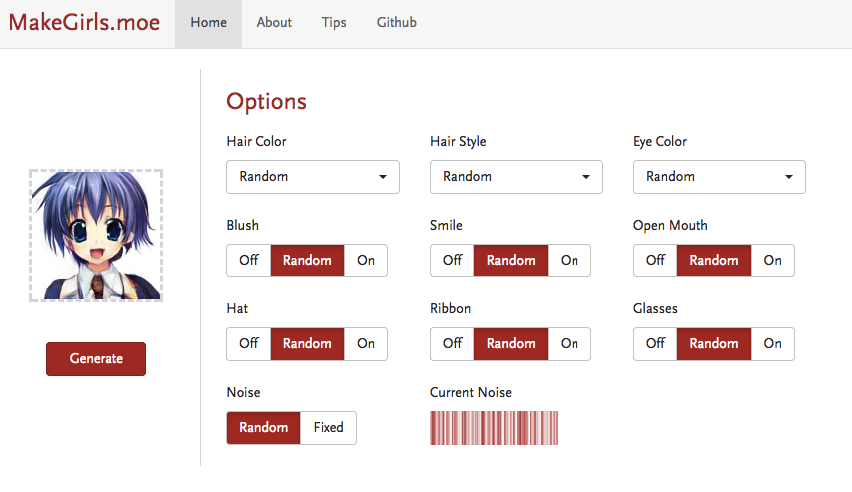 MakeGirls.moe Home About Tips Github
Options
Hair Color Hair Style Eye Color
Random Random Random
Blush Smile Open Mouth
Off Random On Off Random On Off Random On
Hat Ribbon Glasses
Off Random On Off Random On Off Random On
Generate
Noise Current Noise
Random Fixed